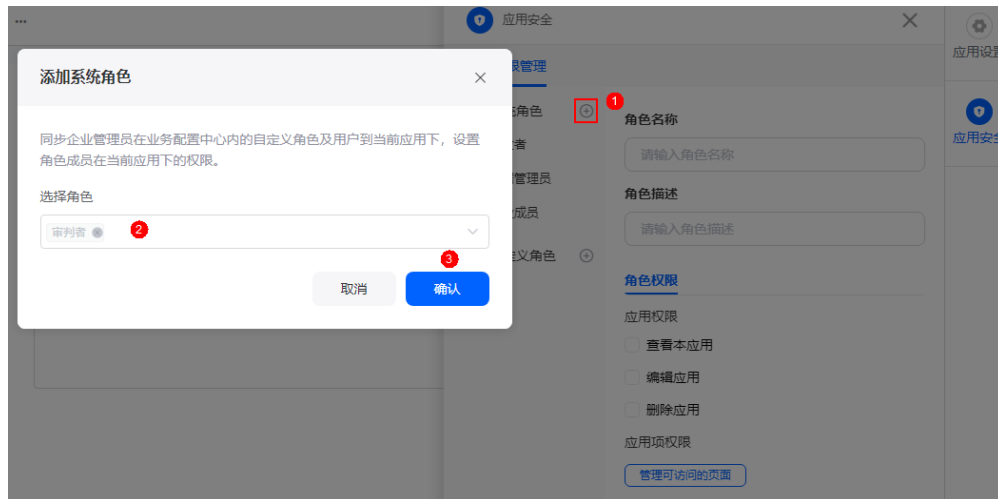 ...
应用安全
应用设置
应用安全
添加系统角色
同步企业管理员在业务配置中心内的自定义角色及用户到当前应用下，设置
角色成员在当前应用下的权限。
选择角色
审判者
2
3
取消
确认
限管理
角色
1
者
管理员
成员
义角色
角色名称
请输入角色名称
角色描述
请输入角色描述
角色权限
应用权限
查看本应用
编辑应用
删除应用
应用项权限
管理可访问的页面